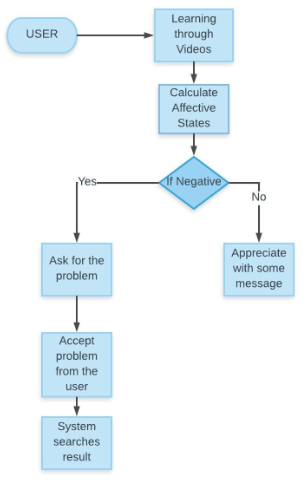 USER
Learning
through
Videos
Calculate
Affective
States
If Negative
Yes
No
Ask for the
problem
Appreciate
with some
message
Accept
problem
from the
user
System
searches
result